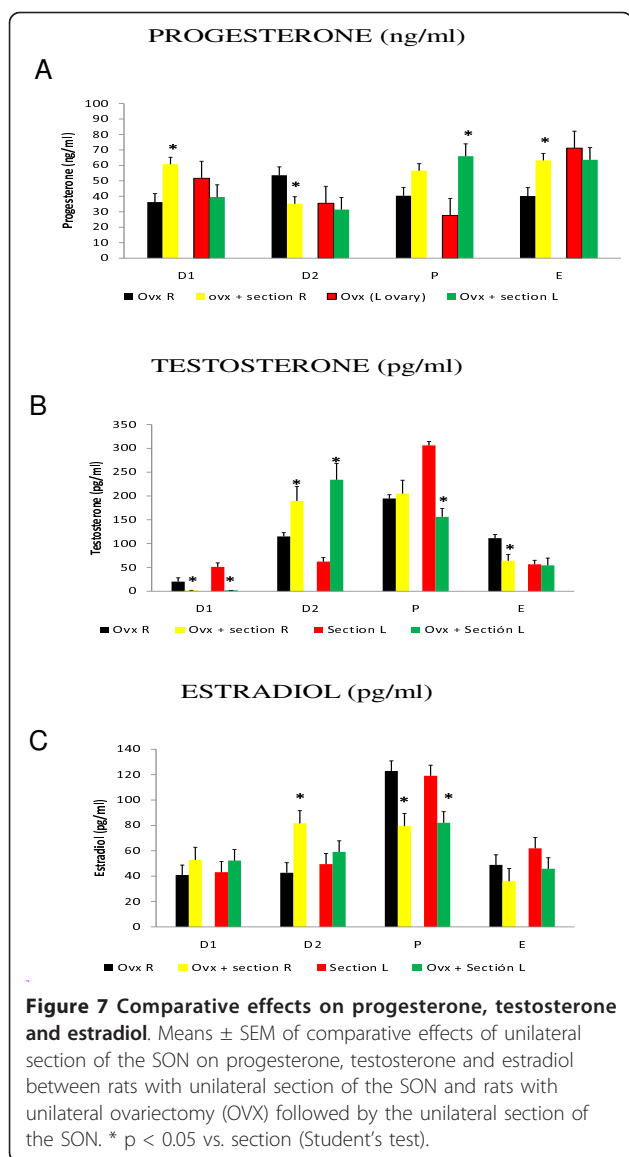 PROGESTERONE (ng/ml)
A
Progesterone (ng/ml)
100
90
80
70
60
50
40
30
20
10
0
*
*
*
*
D1 D2 P E
Ovx R ovx + section R Ovx (L ovary) Ovx + section L
TESTOSTERONE (pg/ml)
B
Testosterone (pg/ml)
350
300
250
200
150
100
50
0
*
*
*
*
*
*
D1 D2 P E
Ovx R Ovx + section R Section L Ovx + Sección L
ESTRADIOL (pg/ml)
C
Estradiol (pg/ml)
140
120
100
80
60
40
20
0
*
*
*
D1 D2 P E
Ovx R Ovx + section R Section L Ovx + Sectión L
Figure 7 Comparative effects on progesterone, testosterone
and estradiol. Means ± SEM of comparative effects of unilateral
section of the SON on progesterone, testosterone and estradiol
between rats with unilateral section of the SON and rats with
unilateral ovariectomy (OVX) followed by the unilateral section of
the SON. * p < 0.05 vs. section (Student's test).